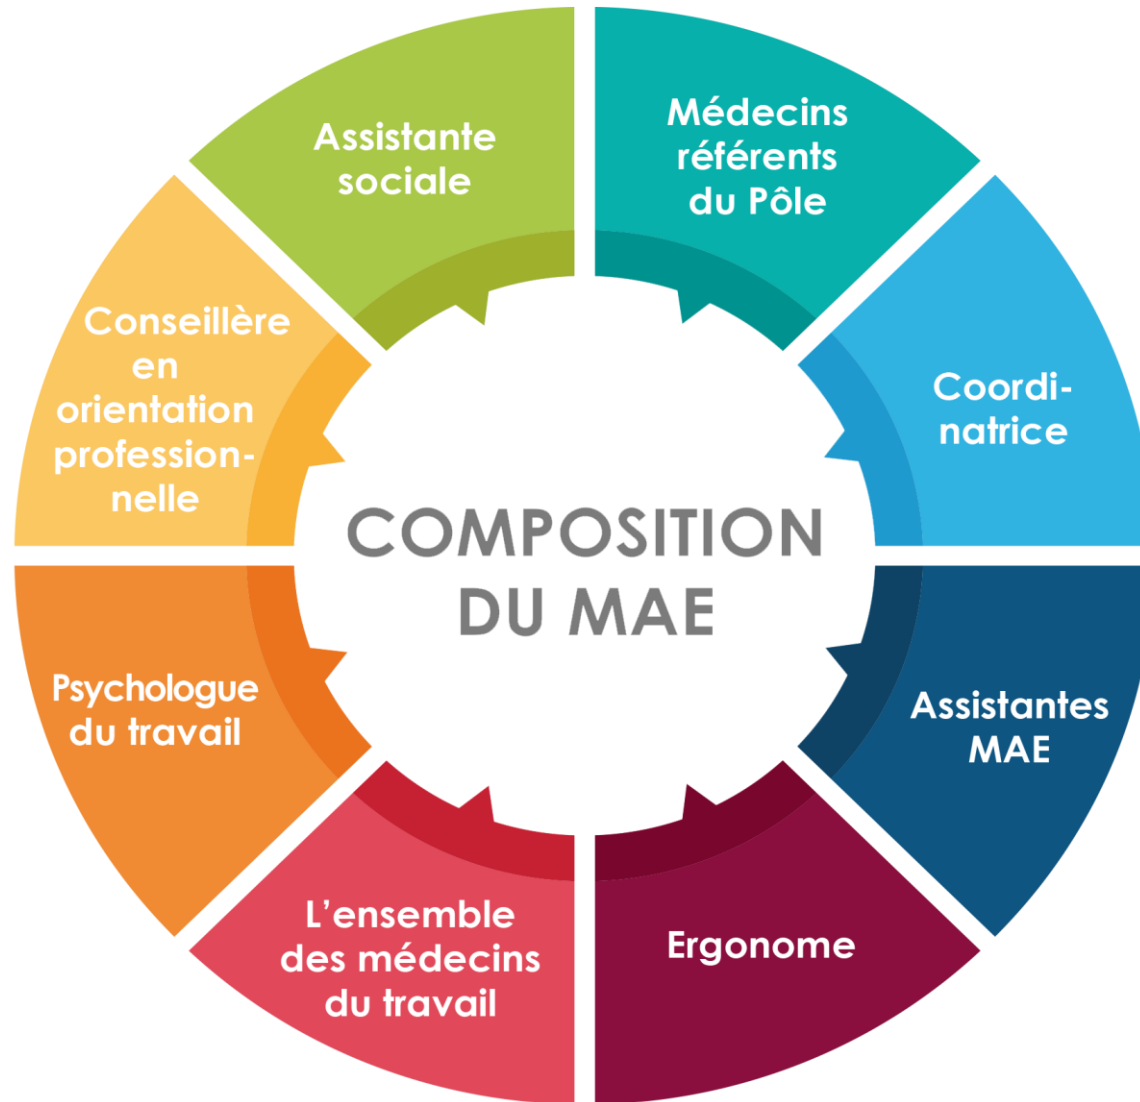 Assistante
sociale
Médecins
référents
du Pôle
Conseillère
en
orientation
profession-
nelle
Coordi-
natrice
COMPOSITION
DU MAE
Psychologue
du travail
Assistantes
MAE
L’ensemble
des médecins
du travail
Ergonome